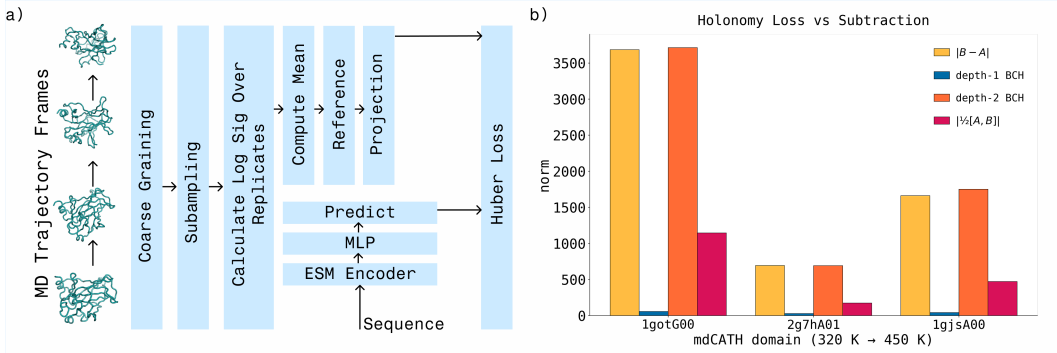 a)
MD Trajectory Frames
Coarse Graining
Subampling
Calculate Log Sig Over
Replicates
Compute Mean
Reference
Projection
Huber Loss
Predict
MLP
ESM Encoder
Sequence
b)
Holonomy Loss vs Subtraction
norm
3500
3000
2500
2000
1500
1000
500
0
|B − A|
depth-1 BCH
depth-2 BCH
|½[A, B]|
1gotG00
2g7hA01
1gjsA00
mdCATH domain (320 K → 450 K)